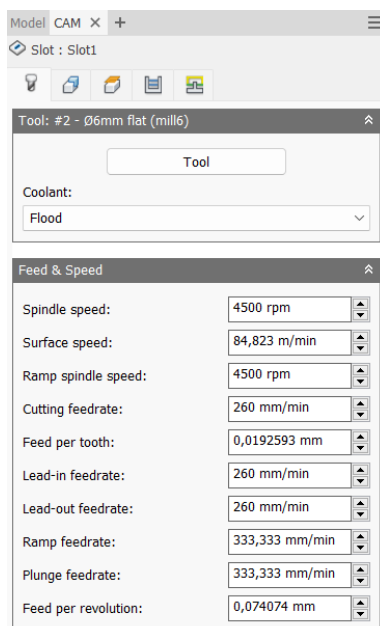 Model CAM × +
Slot : Slot1
Tool: #2 - Ø6mm flat (mill6)
Tool
Coolant:
Flood
Feed & Speed
Spindle speed: 4500 rpm
Surface speed: 84,823 m/min
Ramp spindle speed: 4500 rpm
Cutting feedrate: 260 mm/min
Feed per tooth: 0,0192593 mm
Lead-in feedrate: 260 mm/min
Lead-out feedrate: 260 mm/min
Ramp feedrate: 333,333 mm/min
Plunge feedrate: 333,333 mm/min
Feed per revolution: 0,074074 mm